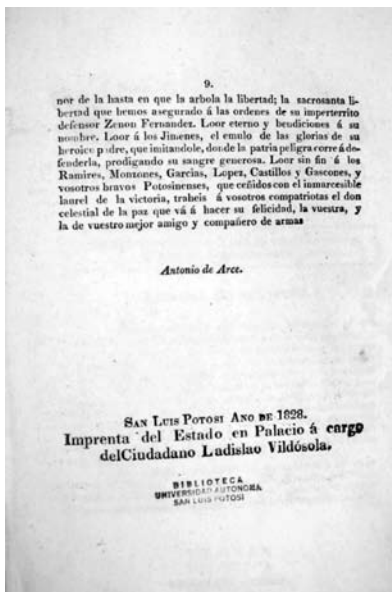 9.
nor de la hasta en que la arbola la libertad; la sacrosanta li-
bertad que hemos asegurado á las ordenes de su imperterrito
defensor Zenon Fernandez. Loor eterno y bendiciones á su
nombre. Loor á los Jimenes, el emulo de las glorias de su
heroico padre, que imitandole, donde la patria peligra corre á de-
fenderla, prodigando su sangre generosa. Loor sin fin á los
Ramires, Montones, Garcias, Lopez, Castillos y Gascones, y
vosotros bravos Potosinenses, que ceñidos con el inmarcesible
laurel de la victoria, traheis á vosotros compatriotas el don
celestial de la paz que vá á hacer su felicidad, la vuestra, y
la de vuestro mejor amigo y compañero de armas
Antonio de Arce.
SAN LUIS POTOSI AÑO DE 1828.
Imprenta del Estado en Palacio á cargo
delCiudadano Ladislao Vildósola.
BIBLIOTECA
UNIVERSIDAD AUTONOMA
SAN LUIS POTOSI